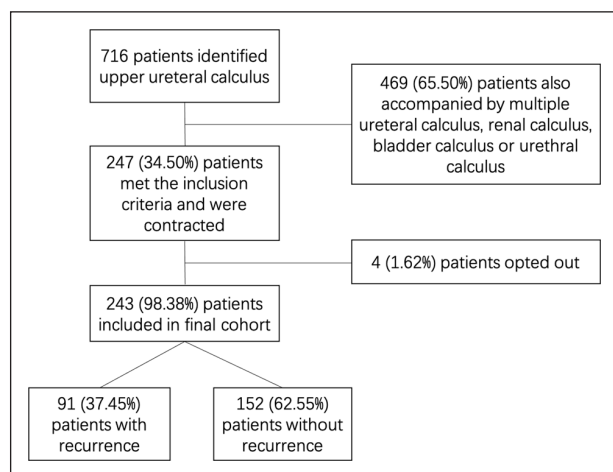 716 patients identified
upper ureteral calculus
469 (65.50%) patients also
accompanied by multiple
ureteral calculus, renal calculus,
bladder calculus or urethral
calculus
247 (34.50%) patients
met the inclusion
criteria and were
contracted
4 (1.62%) patients opted out
243 (98.38%) patients
included in final cohort
91 (37.45%)
patients with
recurrence
152 (62.55%)
patients without
recurrence